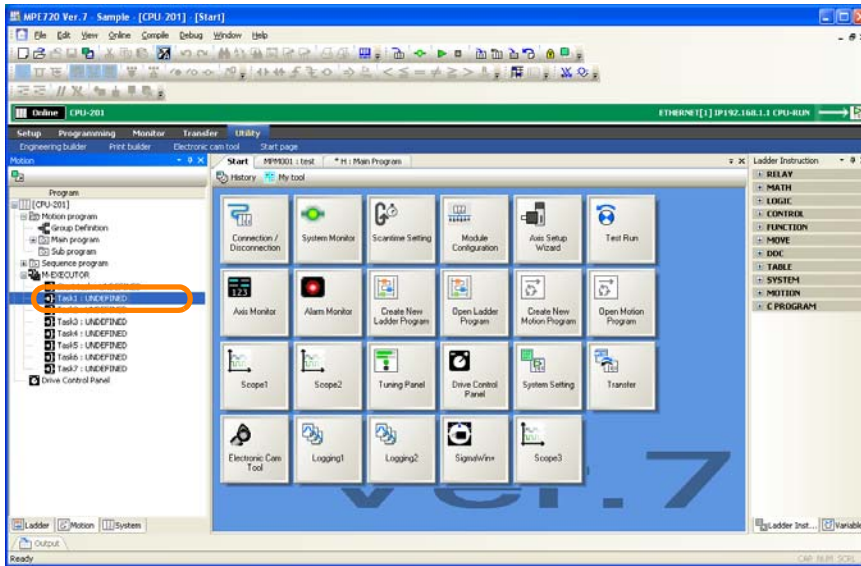 MPE720 Ver. 7 - Sample - [CPU-201] - [Start]
File Edit View Online Compile Debug Window Help
Online CPU-201
ETHERNET[1] IP192.168.1.1 CPU-RUN
Setup Programming Monitor Transfer Utility
Engineering builder Print builder Electronic cam tool Start page
Motion
Program
[CPU-201]
Motion program
Group Definition
Main program
Sub program
Sequence program
M-EXECUTOR
Task1 : UNDEFINED
Task3 : UNDEFINED
Task4 : UNDEFINED
Task5 : UNDEFINED
Task6 : UNDEFINED
Task7 : UNDEFINED
Drive Control Panel
Ladder Motion System
Start MPM001 : test * H : Main Program
History My tool
Connection / Disconnection
System Monitor
Scantime Setting
Module Configuration
Axis Setup Wizard
Test Run
123
Axis Monitor
Alarm Monitor
Create New Ladder Program
Open Ladder Program
Create New Motion Program
Open Motion Program
Scope1
Scope2
Tuning Panel
Drive Control Panel
System Setting
Transfer
Electronic Cam Tool
Logging1
Logging2
SigmaWin+
Scope3
Ver.7
Ladder Instruction
RELAY
MATH
LOGIC
CONTROL
FUNCTION
MOVE
DDC
TABLE
SYSTEM
MOTION
C PROGRAM
Ladder Inst... Variable
Output
Ready
CAP NUM SCRL